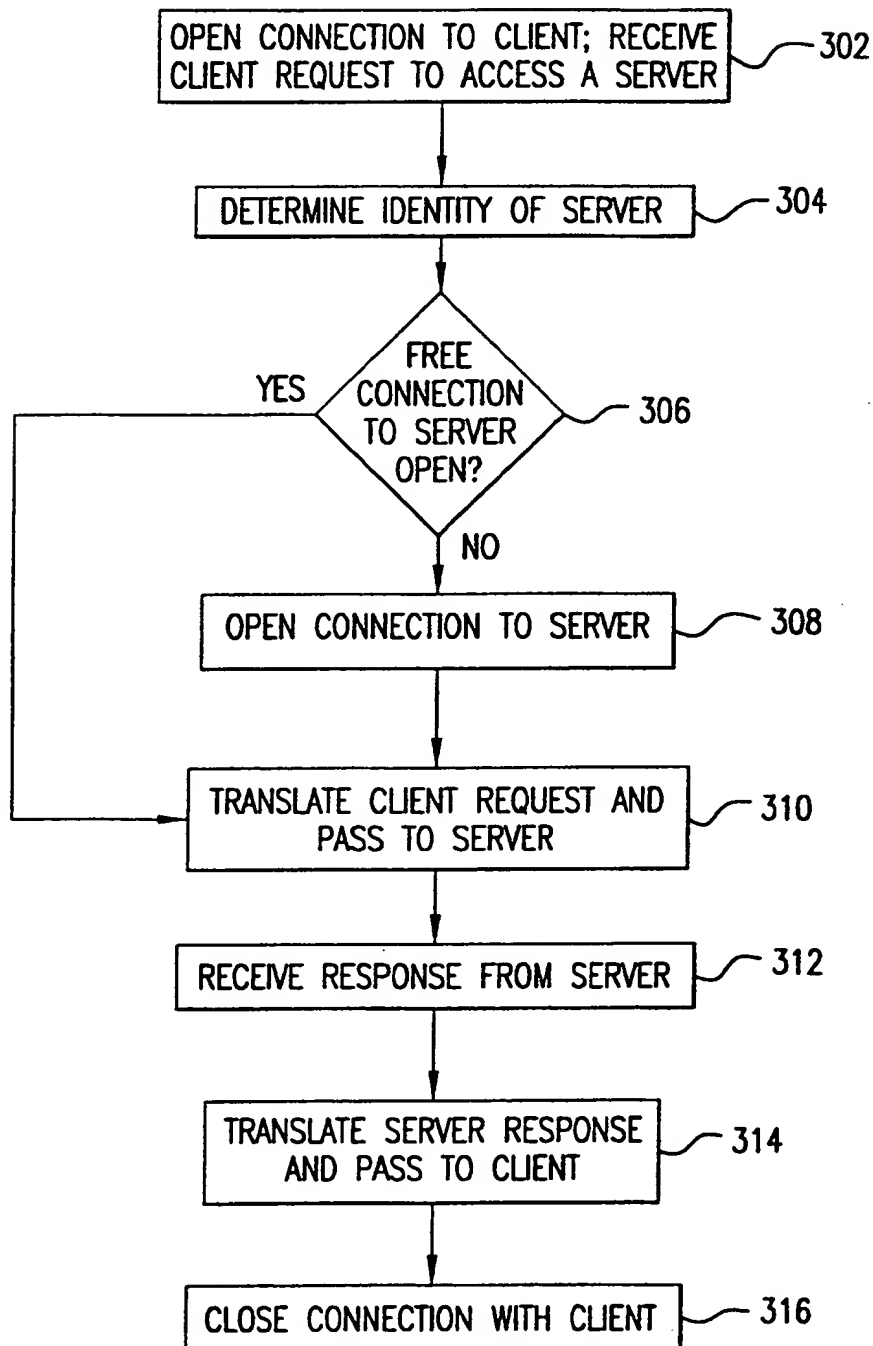 OPEN CONNECTION TO CLIENT; RECEIVE
CLIENT REQUEST TO ACCESS A SERVER
302
DETERMINE IDENTITY OF SERVER
304
FREE
CONNECTION
TO SERVER
OPEN?
306
YES
NO
OPEN CONNECTION TO SERVER
308
TRANSLATE CLIENT REQUEST AND
PASS TO SERVER
310
RECEIVE RESPONSE FROM SERVER
312
TRANSLATE SERVER RESPONSE
AND PASS TO CLIENT
314
CLOSE CONNECTION WITH CLIENT
316